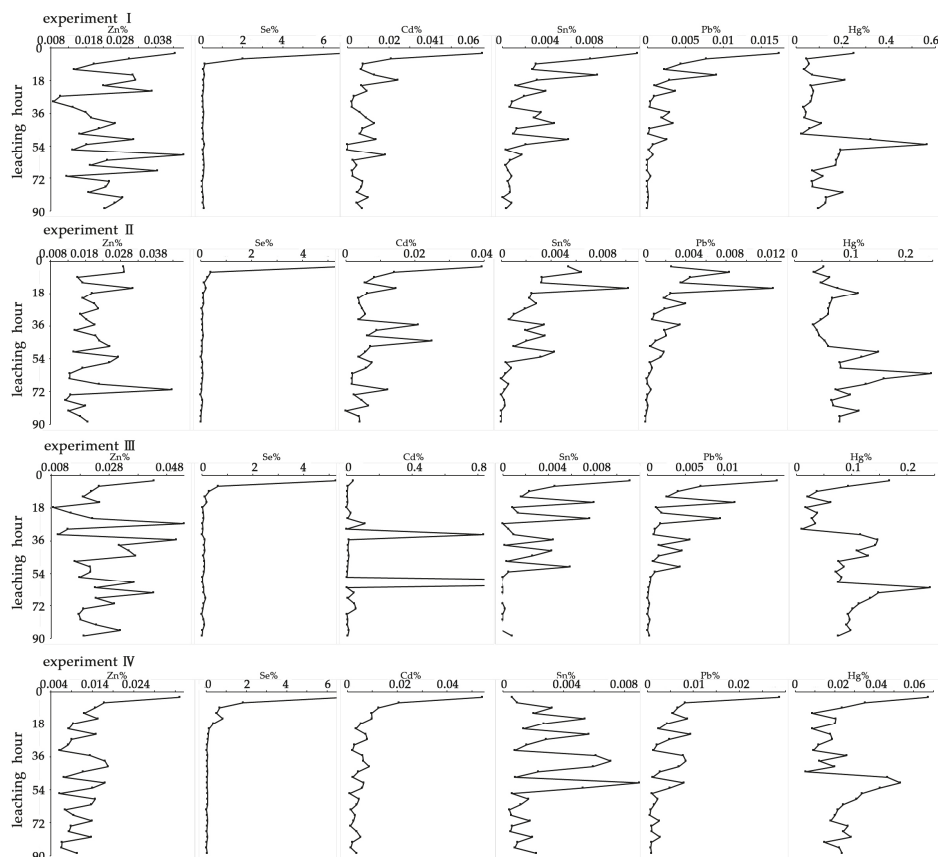 experiment Ⅰ
Zn% Se% Cd% Sn% Pb% Hg%
0.008 0.018 0.028 0.038 0 2 4 6 0 0.02 0.041 0.06 0.004 0.008 0 0.005 0.01 0.015 0 0.2 0.6
0
18
36
54
72
90
leaching hour
experiment Ⅱ
Zn% Se% Cd% Sn% Pb% Hg%
0.008 0.018 0.028 0.038 0 2 4 0 0.02 0.04 0 0.004 0.008 0 0.004 0.008 0.012 0 0.1 0.2
0
18
36
54
72
90
leaching hour
experiment Ⅲ
Zn% Se% Cd% Sn% Pb% Hg%
0.008 0.028 0.048 0 2 4 0 0.4 0.8 0 0.004 0.008 0 0.005 0.01 0 0.1 0.2
0
18
36
54
72
90
leaching hour
experiment Ⅳ
Zn% Se% Cd% Sn% Pb% Hg%
0.004 0.014 0.024 0 2 4 6 0 0.02 0.04 0 0.004 0.008 0 0.01 0.02 0 0.02 0.04 0.06
0
18
36
54
72
90
leaching hour